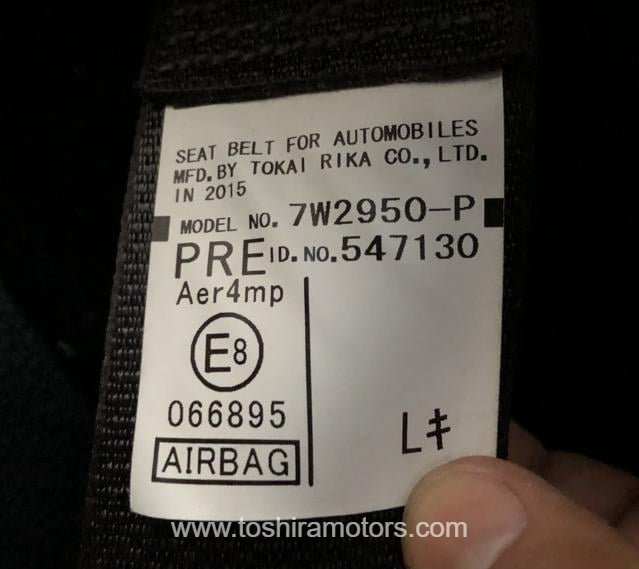 SEAT BELT FOR AUTOMOBILES
MFD. BY TOKAI RIKA CO., LTD.
IN 2015
MODEL NO. 7W2950-P
PRE ID. NO. 547130
Aer4mp
E8
066895
AIRBAG
Lキ
www.toshiramotors.com